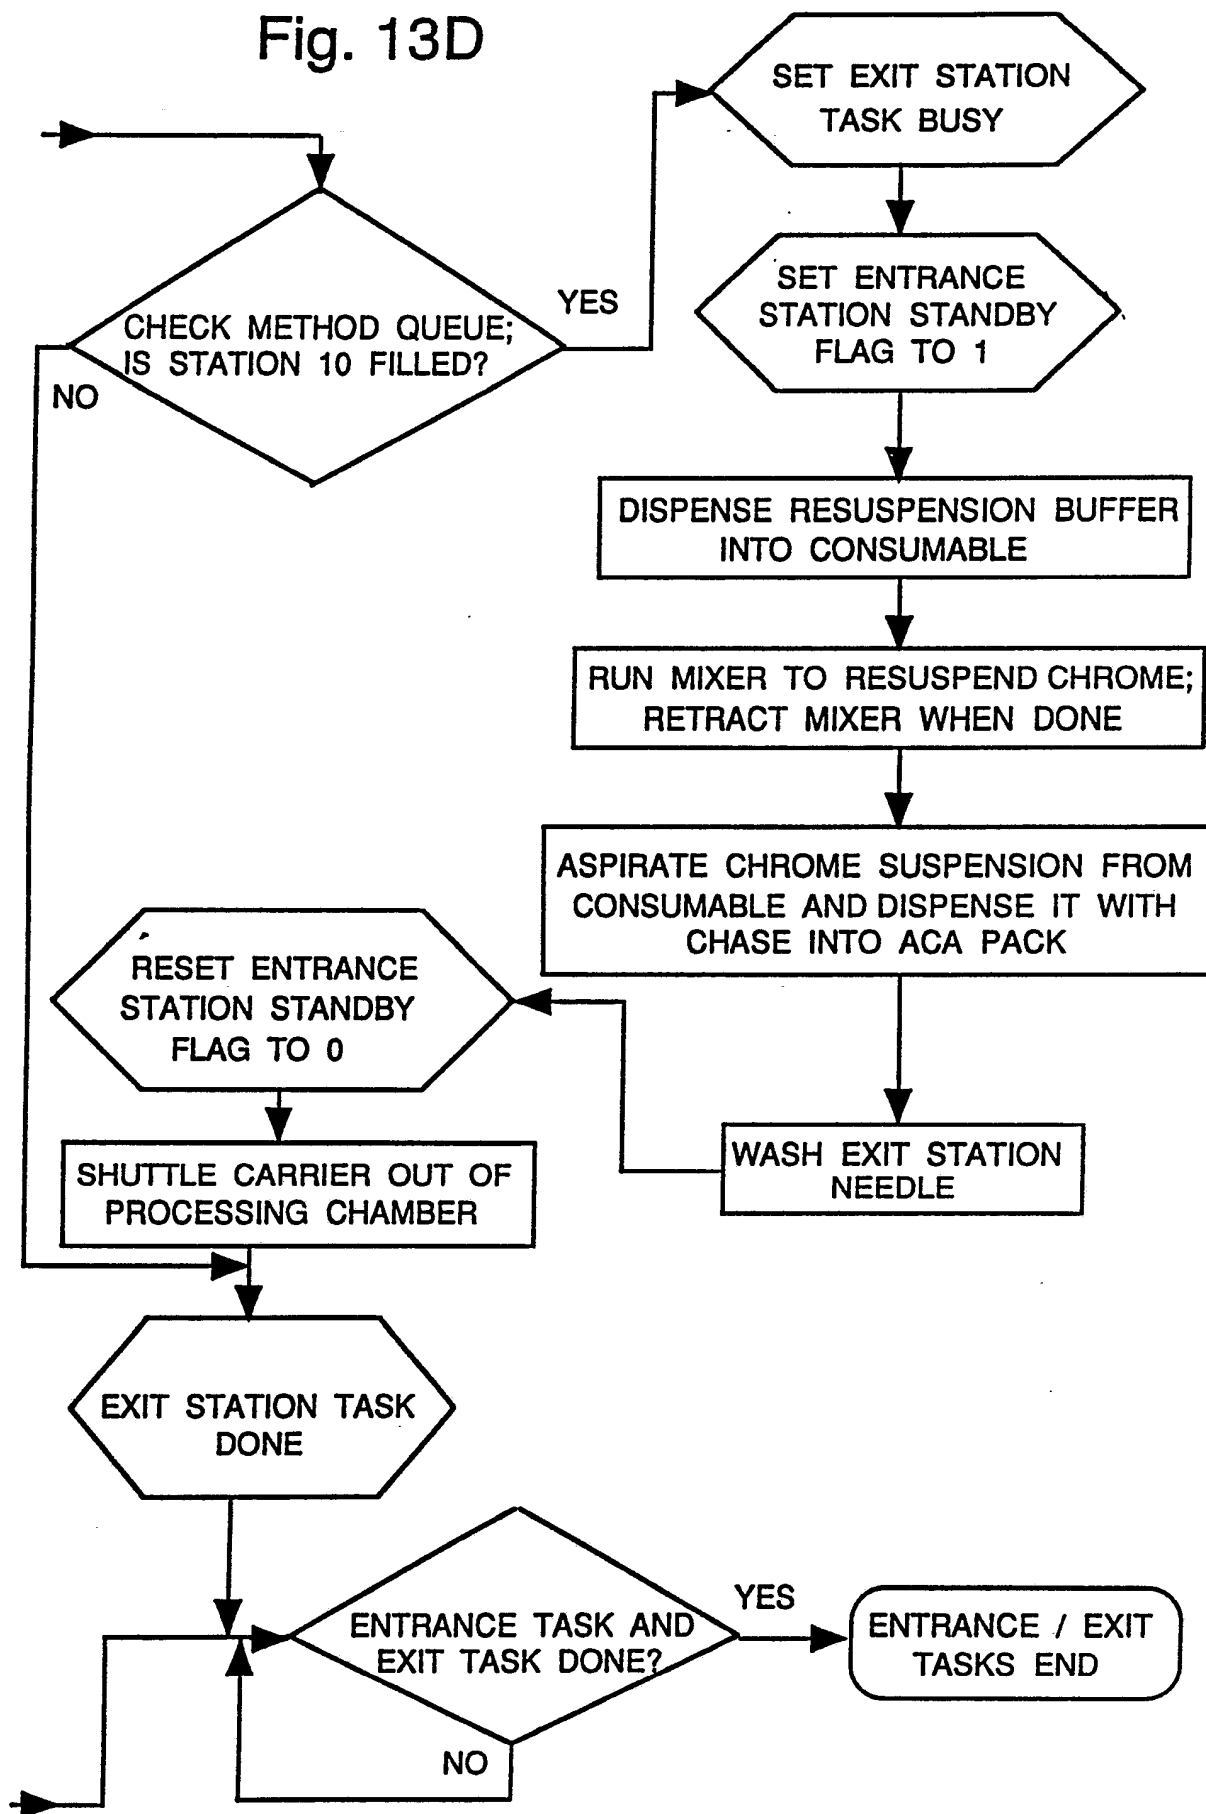 Fig. 13D
SET EXIT STATION
TASK BUSY
SET ENTRANCE
STATION STANDBY
FLAG TO 1
CHECK METHOD QUEUE;
IS STATION 10 FILLED?
YES
NO
DISPENSE RESUSPENSION BUFFER
INTO CONSUMABLE
RUN MIXER TO RESUSPEND CHROME;
RETRACT MIXER WHEN DONE
ASPIRATE CHROME SUSPENSION FROM
CONSUMABLE AND DISPENSE IT WITH
CHASE INTO ACA PACK
WASH EXIT STATION
NEEDLE
RESET ENTRANCE
STATION STANDBY
FLAG TO 0
SHUTTLE CARRIER OUT OF
PROCESSING CHAMBER
EXIT STATION TASK
DONE
ENTRANCE TASK AND
EXIT TASK DONE?
YES
NO
ENTRANCE / EXIT
TASKS END